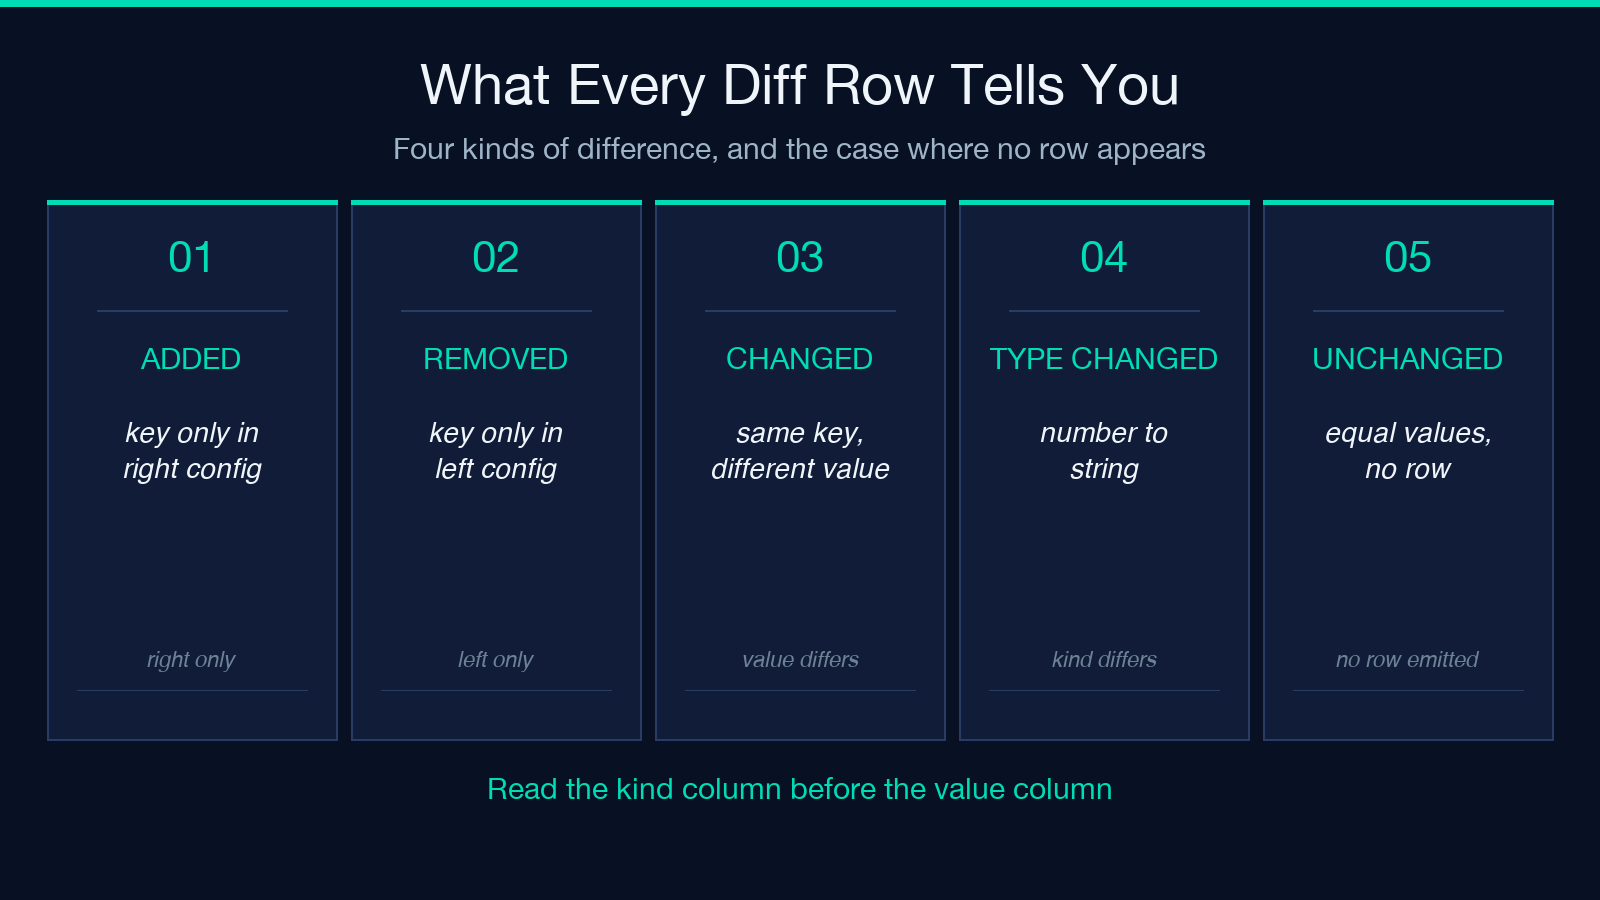 What Every Diff Row Tells You
Four kinds of difference, and the case where no row appears
01
ADDED
key only in
right config
right only
02
REMOVED
key only in
left config
left only
03
CHANGED
same key,
different value
value differs
04
TYPE CHANGED
number to
string
kind differs
05
UNCHANGED
equal values,
no row
no row emitted
Read the kind column before the value column